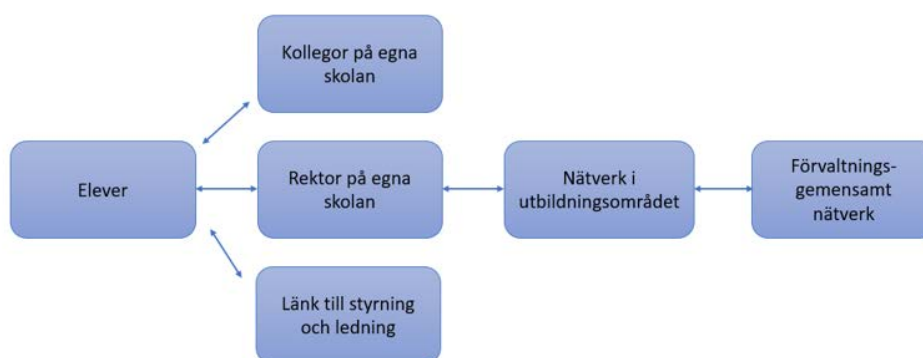 Kollegor på egna
skolan
Elever
Rektor på egna
skolan
Nätverk i
utbildningsområdet
Förvaltnings-
gemensamt
nätverk
Länk till styrning
och ledning